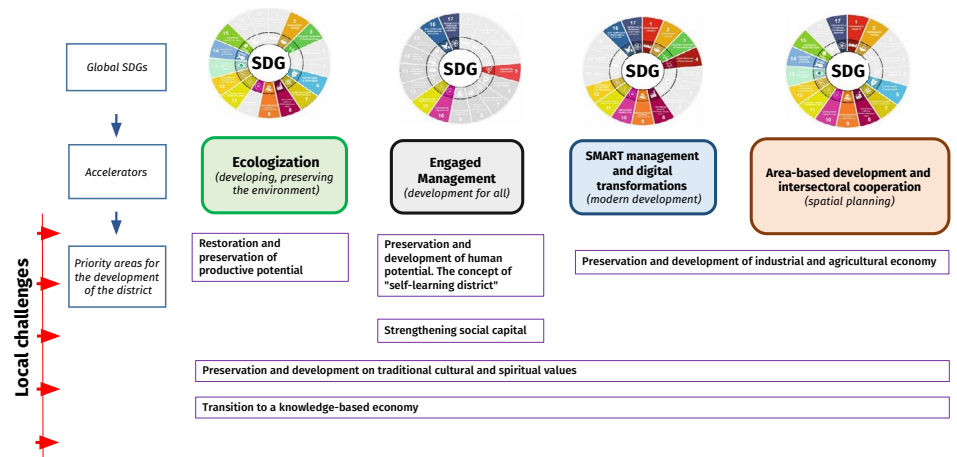 SDG
SDG
SDG
SDG
Global SDGs
Accelerators
Ecologization
(developing, preserving
the environment)
Engaged
Management
(development for all)
SMART management
and digital
transformations
(modern development)
Area-based development and
intersectoral cooperation
(spatial planning)
Local challenges
Priority areas for
the development
of the district
Restoration and
preservation of
productive potential
Preservation and
development of human
potential. The concept of
"self-learning district"
Preservation and development of industrial and agricultural economy
Strengthening social capital
Preservation and development on traditional cultural and spiritual values
Transition to a knowledge-based economy